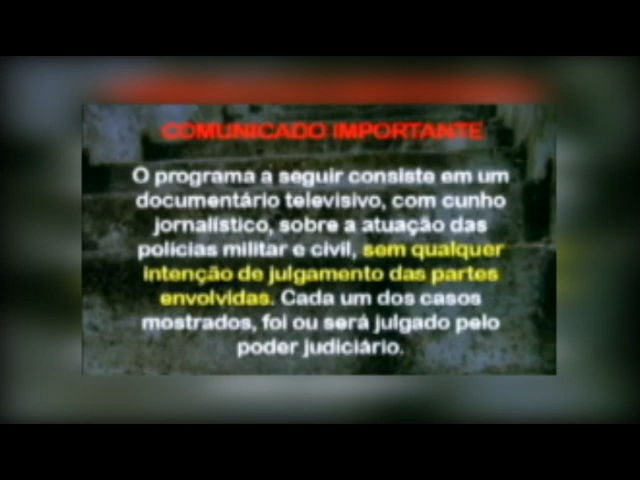 COMUNICADO IMPORTANTE
O programa a seguir consiste em um
documentário televisivo, com cunho
jornalístico, sobre a atuação das
polícias militar e civil, sem qualquer
intenção de julgamento das partes
envolvidas. Cada um dos casos
mostrados, foi ou será julgado pelo
poder judiciário.